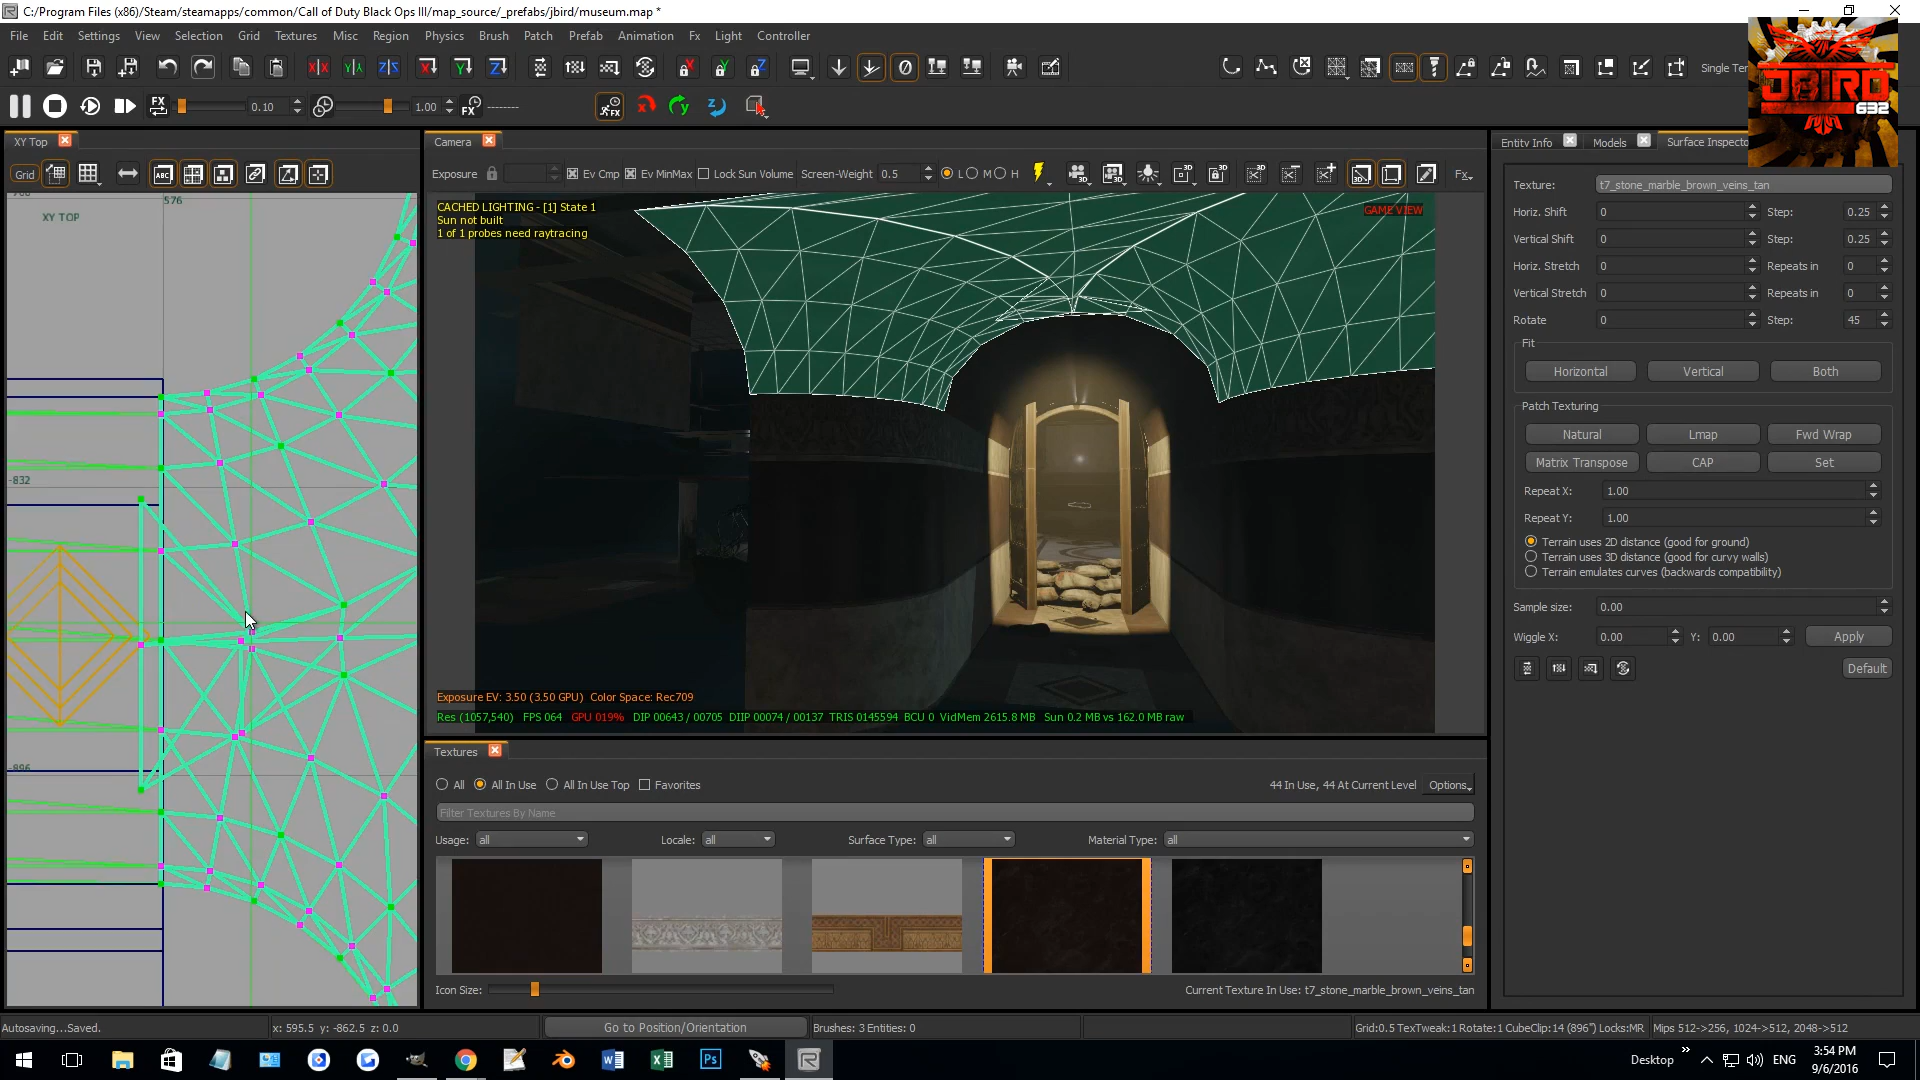 C:/Program Files (x86)/Steam/steamapps/common/Call of Duty Black Ops III/map_source/_prefabs/jbird/museum.map *
File Edit Settings View Selection Grid Textures Misc Region Physics Brush Patch Prefab Animation Fx Light Controller
Single Ter
JBIRD
632
FX 0.10 1.00 FX --------
XY Top
Camera
Entity Info Models Surface Inspecto
Grid
Exposure Ev Cmp Ev MinMax Lock Sun Volume Screen-Weight 0.5 L M H
Fx
576
XY TOP
-832
-896
CACHED LIGHTING - [1] State 1
Sun not built
1 of 1 probes need raytracing
GAME VIEW
Exposure EV: 3.50 (3.50 GPU) Color Space: Rec709
Res (1057,540) FPS 064 GPU 019% DIP 00643 / 00705 DIIP 00074 / 00137 TRIS 0145594 BCU 0 VidMem 2615.8 MB Sun 0.2 MB vs 162.0 MB raw
Texture: t7_stone_marble_brown_veins_tan
Horiz. Shift 0 Step: 0.25
Vertical Shift 0 Step: 0.25
Horiz. Stretch 0 Repeats in 0
Vertical Stretch 0 Repeats in 0
Rotate 0 Step: 45
Fit
Horizontal Vertical Both
Patch Texturing
Natural Lmap Fwd Wrap
Matrix Transpose CAP Set
Repeat X: 1.00
Repeat Y: 1.00
Terrain uses 2D distance (good for ground)
Terrain uses 3D distance (good for curvy walls)
Terrain emulates curves (backwards compatibility)
Sample size: 0.00
Wiggle X: 0.00 Y: 0.00 Apply
Default
Textures
All All In Use All In Use Top Favorites 44 In Use, 44 At Current Level Options
Filter Textures By Name
Usage: all Locale: all Surface Type: all Material Type: all
Icon Size: Current Texture In Use: t7_stone_marble_brown_veins_tan
Autosaving...Saved. x: 595.5 y: -862.5 z: 0.0 Go to Position/Orientation Brushes: 3 Entities: 0 Grid:0.5 TexTweak:1 Rotate:1 CubeClip:14 (896") Locks:MR Mips 512->256, 1024->512, 2048->512
Desktop ENG 3:54 PM
9/6/2016